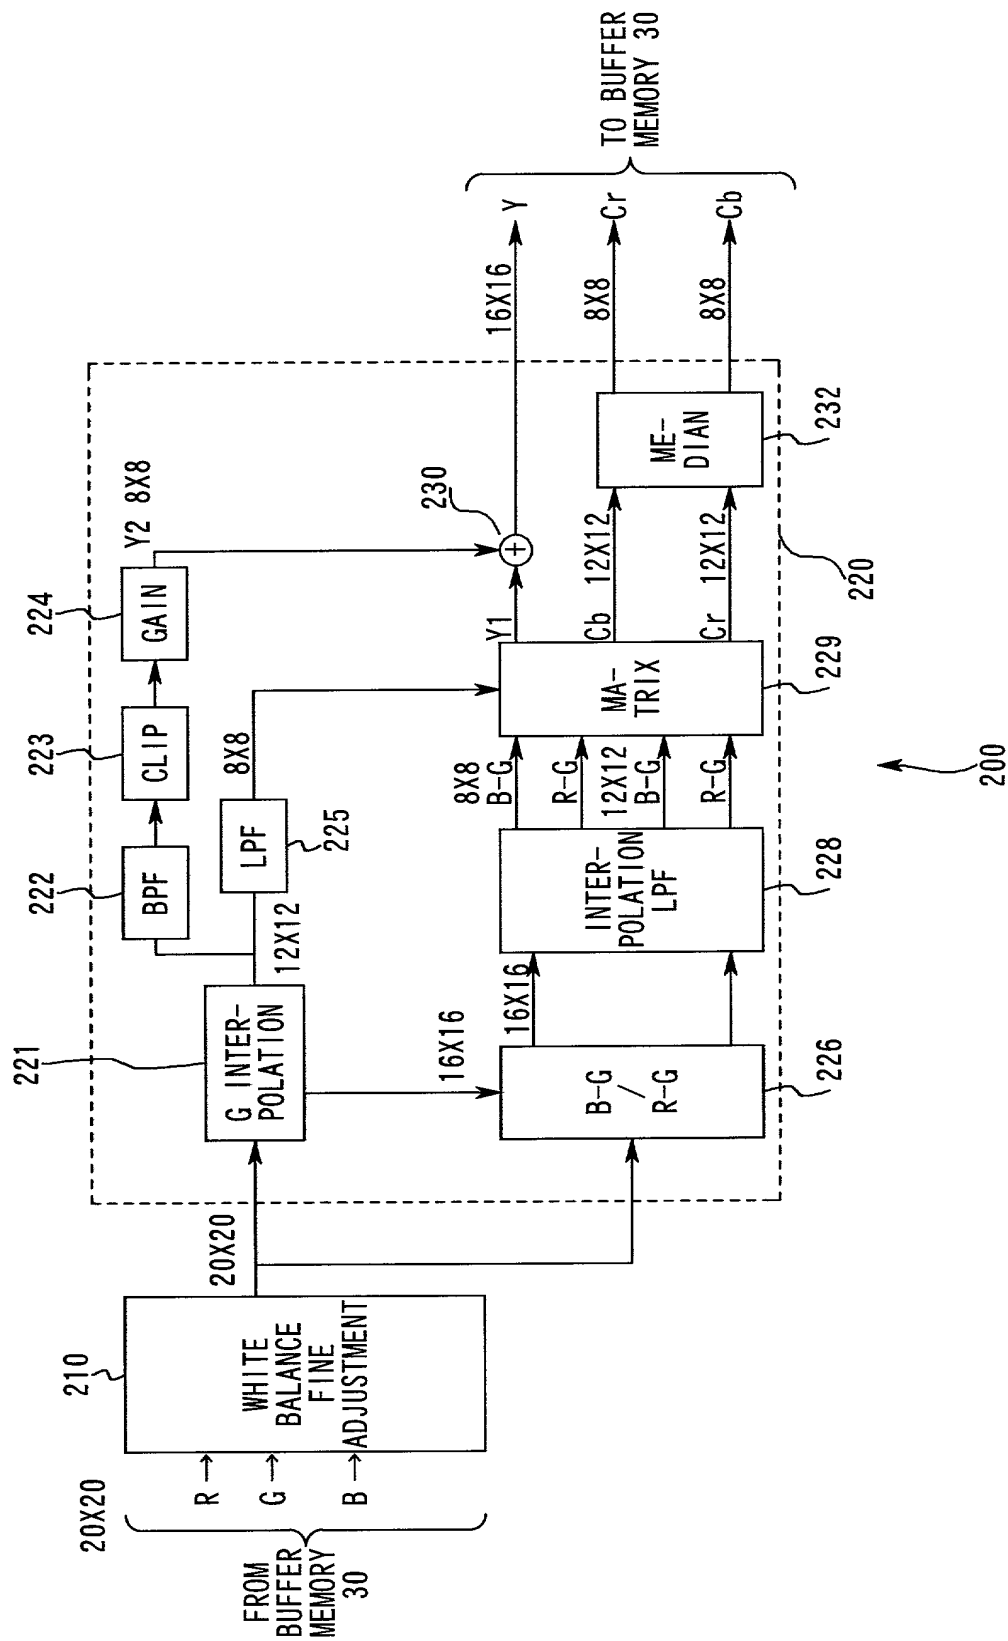 20X20
FROM
BUFFER
MEMORY
30
R
G
B
210
WHITE
BALANCE
FINE
ADJUSTMENT
20X20
221
G INTER-
POLATION
12X12
16X16
222
BPF
223
CLIP
224
GAIN
Y2 8X8
LPF
225
8X8
B-G
/
R-G
226
16X16
INTER-
POLATION
LPF
228
8X8
B-G
R-G
12X12
B-G
R-G
MA-
TRIX
229
Y1
Cb
Cr
230
+
12X12
12X12
ME-
DIAN
232
220
16X16
8X8
8X8
Y
Cr
Cb
TO BUFFER
MEMORY 30
200